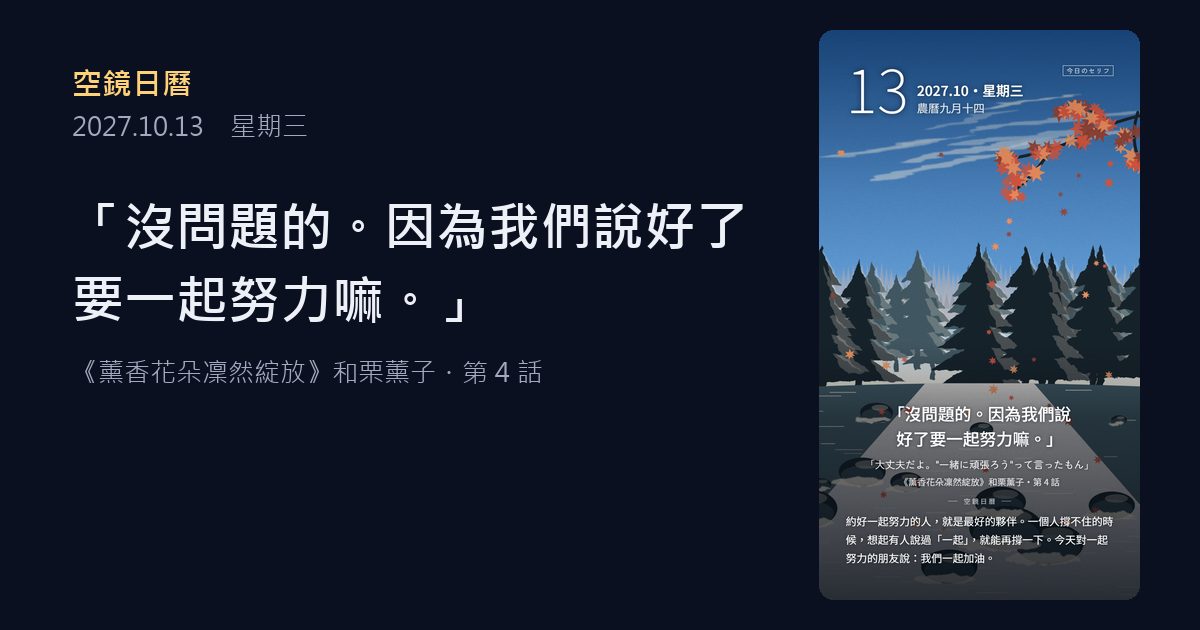 空鏡日曆
2027.10.13　星期三
「沒問題的。因為我們說好了
要一起努力嘛。」
《薰香花朵凜然綻放》和栗薰子・第 4 話
今日のセリフ
13
2027.10・星期三
農曆九月十四
「沒問題的。因為我們說
好了要一起努力嘛。」
「大丈夫だよ。"一緒に頑張ろう"って言ったもん」
《薰香花朵凜然綻放》和栗薰子・第 4 話
空鏡日曆
約好一起努力的人，就是最好的夥伴。一個人撐不住的時
候，想起有人說過「一起」，就能再撐一下。今天對一起
努力的朋友說：我們一起加油。